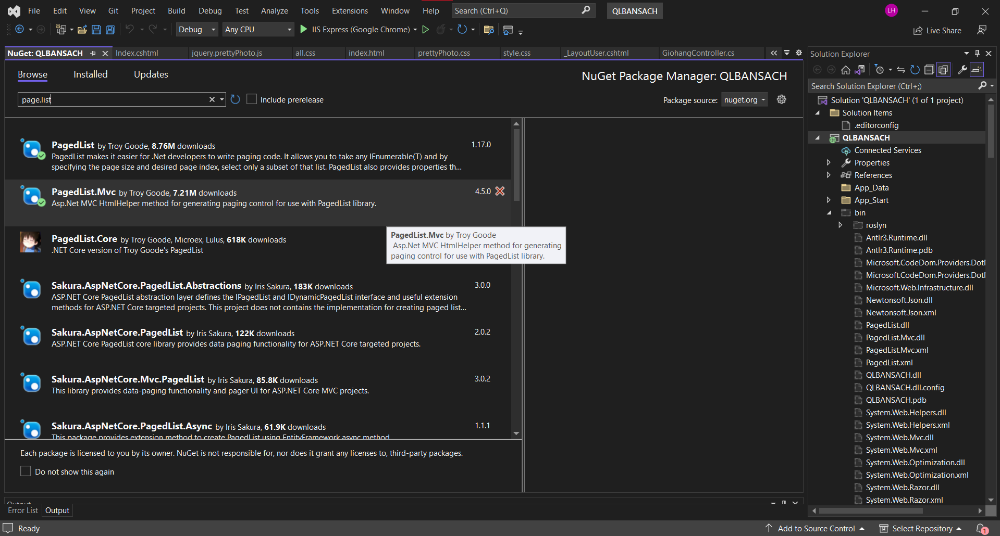 File Edit View Git Project Build Debug Test Analyze Tools Extensions Window Help Search (Ctrl+Q) QLBANSACH LH
Debug Any CPU IIS Express (Google Chrome) Live Share
NuGet: QLBANSACH Index.cshtml jquery.prettyPhoto.js all.css index.html prettyPhoto.css style.css _LayoutUser.cshtml GiohangController.cs
Browse Installed Updates
NuGet Package Manager: QLBANSACH
page.list Include prerelease
Package source: nuget.org
PagedList by Troy Goode, 8.76M downloads 1.17.0
PagedList makes it easier for .Net developers to write paging code. It allows you to take any IEnumerable(T) and by
specifying the page size and desired page index, select only a subset of that list. PagedList also provides properties th...
PagedList.Mvc by Troy Goode, 7.21M downloads 4.5.0
Asp.Net MVC HtmlHelper method for generating paging control for use with PagedList library.
PagedList.Core by Troy Goode, Microex, Lulus, 618K downloads
.NET Core version of Troy Goode's PagedList
PagedList.Mvc by Troy Goode
Asp.Net MVC HtmlHelper method for generating
paging control for use with PagedList library.
Sakura.AspNetCore.PagedList.Abstractions by Iris Sakura, 183K downloads 3.0.0
ASP.NET Core PagedList abstraction layer defines the IPagedList and IDynamicPagedList interface and useful extension
methods for ASP.NET Core targeted projects. This project does not contains the implementation for creating paged list...
Sakura.AspNetCore.PagedList by Iris Sakura, 122K downloads 2.0.2
ASP.NET Core PagedList core library provides data paging functionality for ASP.NET Core targeted projects.
Sakura.AspNetCore.Mvc.PagedList by Iris Sakura, 85.8K downloads 3.0.2
This library provides data-paging functionality and pager UI for ASP.NET Core MVC projects.
Sakura.AspNetCore.PagedList.Async by Iris Sakura, 61.9K downloads 1.1.1
This package provides extension method to create PagedList using EntityFramework async method
Each package is licensed to you by its owner. NuGet is not responsible for, nor does it grant any licenses to, third-party packages.
Do not show this again
Output
Error List Output
Solution Explorer
Search Solution Explorer (Ctrl+;)
Solution 'QLBANSACH' (1 of 1 project)
Solution Items
.editorconfig
QLBANSACH
Connected Services
Properties
References
App_Data
App_Start
bin
roslyn
Antlr3.Runtime.dll
Antlr3.Runtime.pdb
Microsoft.CodeDom.Providers.Dot
Microsoft.CodeDom.Providers.Dot
Microsoft.Web.Infrastructure.dll
Newtonsoft.Json.dll
Newtonsoft.Json.xml
PagedList.dll
PagedList.Mvc.dll
PagedList.Mvc.xml
PagedList.xml
QLBANSACH.dll
QLBANSACH.dll.config
QLBANSACH.pdb
System.Web.Helpers.dll
System.Web.Helpers.xml
System.Web.Mvc.dll
System.Web.Mvc.xml
System.Web.Optimization.dll
System.Web.Optimization.xml
System.Web.Razor.dll
System.Web.Razor.xml
Ready Add to Source Control Select Repository 1